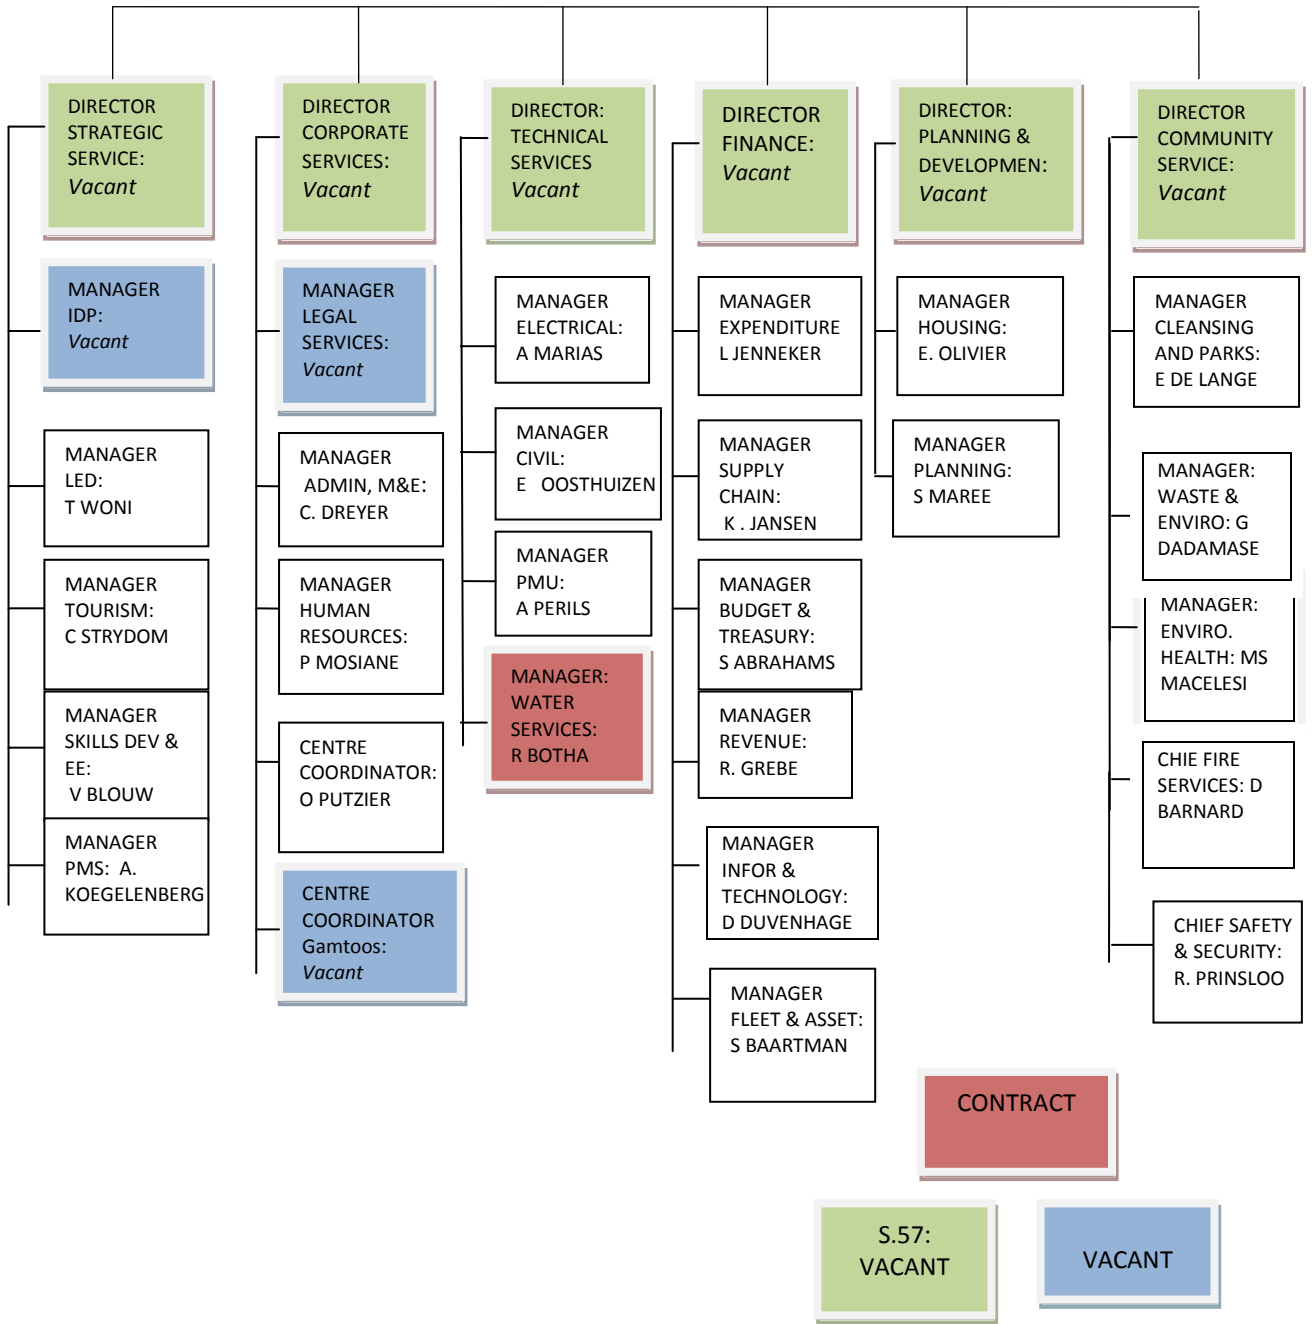 DIRECTOR
STRATEGIC
SERVICE:
Vacant
MANAGER
IDP:
Vacant
MANAGER
LED:
T WONI
MANAGER
TOURISM:
C STRYDOM
MANAGER
SKILLS DEV &
EE:
V BLOUW
MANAGER
PMS: A.
KOEGELENBERG
DIRECTOR
CORPORATE
SERVICES:
Vacant
MANAGER
LEGAL
SERVICES:
Vacant
MANAGER
ADMIN, M&E:
C. DREYER
MANAGER
HUMAN
RESOURCES:
P MOSIANE
CENTRE
COORDINATOR:
O PUTZIER
CENTRE
COORDINATOR
Gamtoos:
Vacant
DIRECTOR:
TECHNICAL
SERVICES
Vacant
MANAGER
ELECTRICAL:
A MARIAS
MANAGER
CIVIL:
E OOSTHUIZEN
MANAGER
PMU:
A PERILS
MANAGER:
WATER
SERVICES:
R BOTHA
DIRECTOR
FINANCE:
Vacant
MANAGER
EXPENDITURE
L JENNEKER
MANAGER
SUPPLY
CHAIN:
K . JANSEN
MANAGER
BUDGET &
TREASURY:
S ABRAHAMS
MANAGER
REVENUE:
R. GREBE
MANAGER
INFOR &
TECHNOLOGY:
D DUVENHAGE
MANAGER
FLEET & ASSET:
S BAARTMAN
DIRECTOR:
PLANNING &
DEVELOPMEN:
Vacant
MANAGER
HOUSING:
E. OLIVIER
MANAGER
PLANNING:
S MAREE
DIRECTOR
COMMUNITY
SERVICE:
Vacant
MANAGER
CLEANSING
AND PARKS:
E DE LANGE
MANAGER:
WASTE &
ENVIRO: G
DADAMASE
MANAGER:
ENVIRO.
HEALTH: MS
MACELESI
CHIE FIRE
SERVICES: D
BARNARD
CHIEF SAFETY
& SECURITY:
R. PRINSLOO
CONTRACT
S.57:
VACANT
VACANT